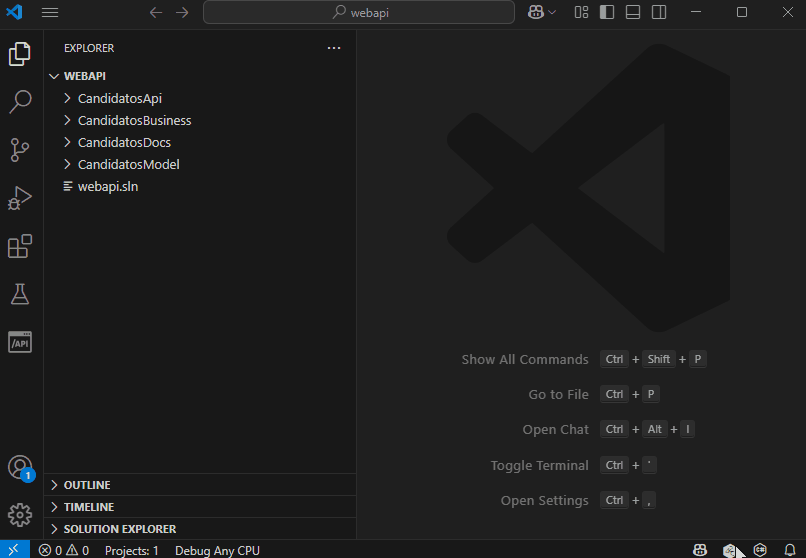 webapi
EXPLORER
WEBAPI
CandidatosApi
CandidatosBusiness
CandidatosDocs
CandidatosModel
webapi.sln
/API
Show All Commands Ctrl + Shift + P
Go to File Ctrl + P
Open Chat Ctrl + Alt + I
Toggle Terminal Ctrl + `
Open Settings Ctrl + ,
1
OUTLINE
TIMELINE
SOLUTION EXPLORER
0 0 Projects: 1 Debug Any CPU